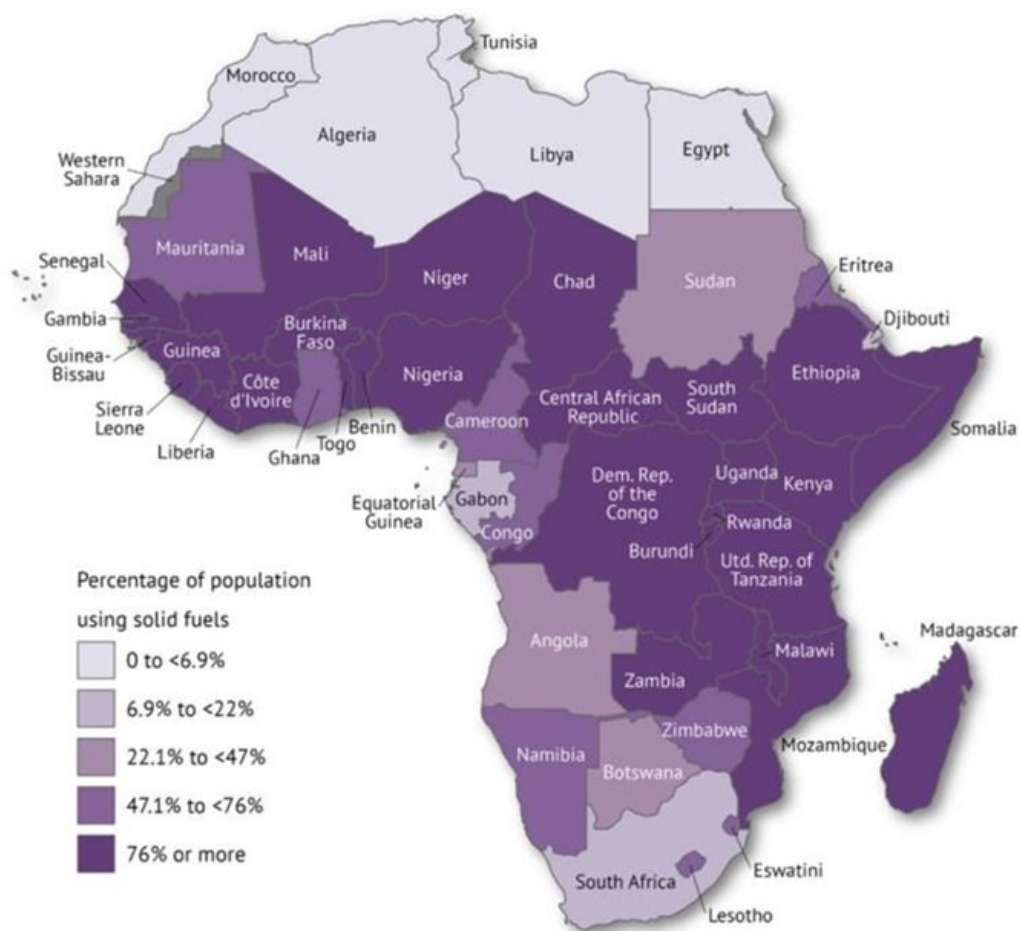 Tunisia
Morocco
Algeria
Libya
Egypt
Western
Sahara
Mauritania
Mali
Niger
Chad
Sudan
Eritrea
Senegal
Gambia
Guinea-
Bissau
Guinea
Burkina
Faso
Djibouti
Sierra
Leone
Liberia
Côte
d'Ivoire
Ghana
Togo
Benin
Nigeria
Cameroon
Central African
Republic
South
Sudan
Ethiopia
Somalia
Equatorial
Guinea
Gabon
Congo
Dem. Rep.
of the
Congo
Uganda
Kenya
Rwanda
Burundi
Utd. Rep. of
Tanzania
Angola
Zambia
Malawi
Madagascar
Mozambique
Zimbabwe
Namibia
Botswana
South Africa
Eswatini
Lesotho
Percentage of population
using solid fuels
0 to <6.9%
6.9% to <22%
22.1% to <47%
47.1% to <76%
76% or more